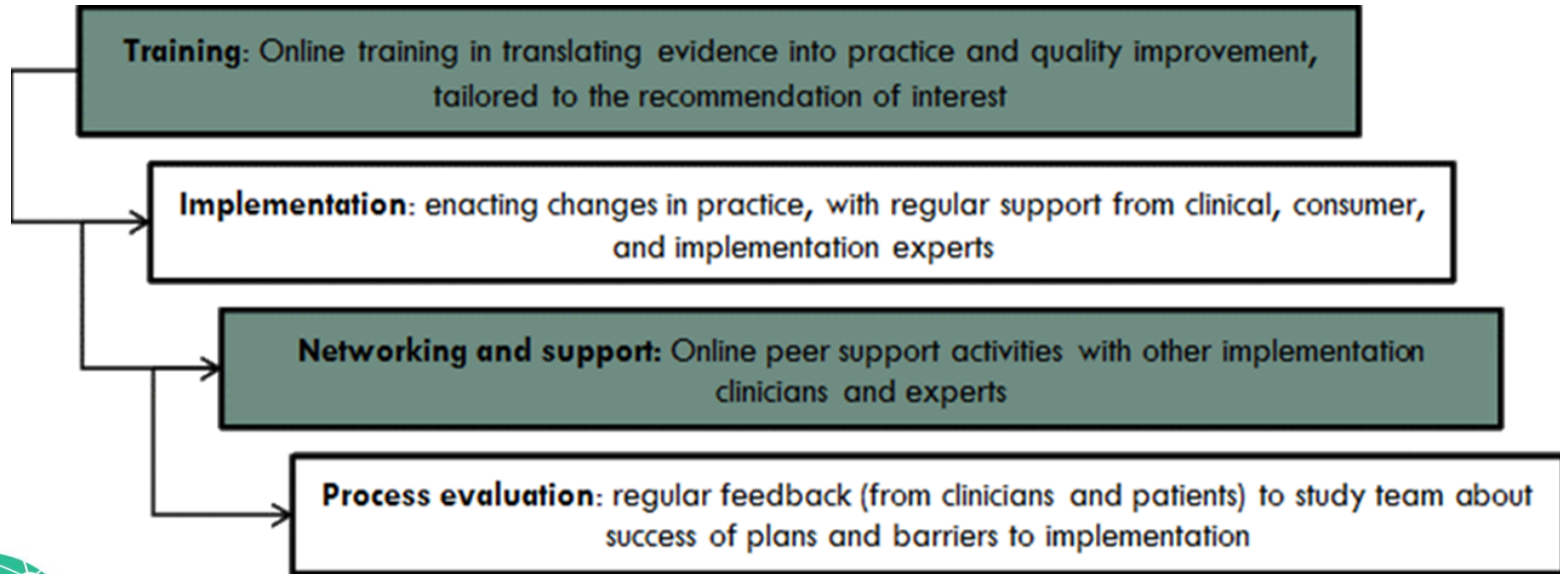 Training: Online training in translating evidence into practice and quality improvement,
tailored to the recommendation of interest
Implementation: enacting changes in practice, with regular support from clinical, consumer,
and implementation experts
Networking and support: Online peer support activities with other implementation
clinicians and experts
Process evaluation: regular feedback (from clinicians and patients) to study team about
success of plans and barriers to implementation